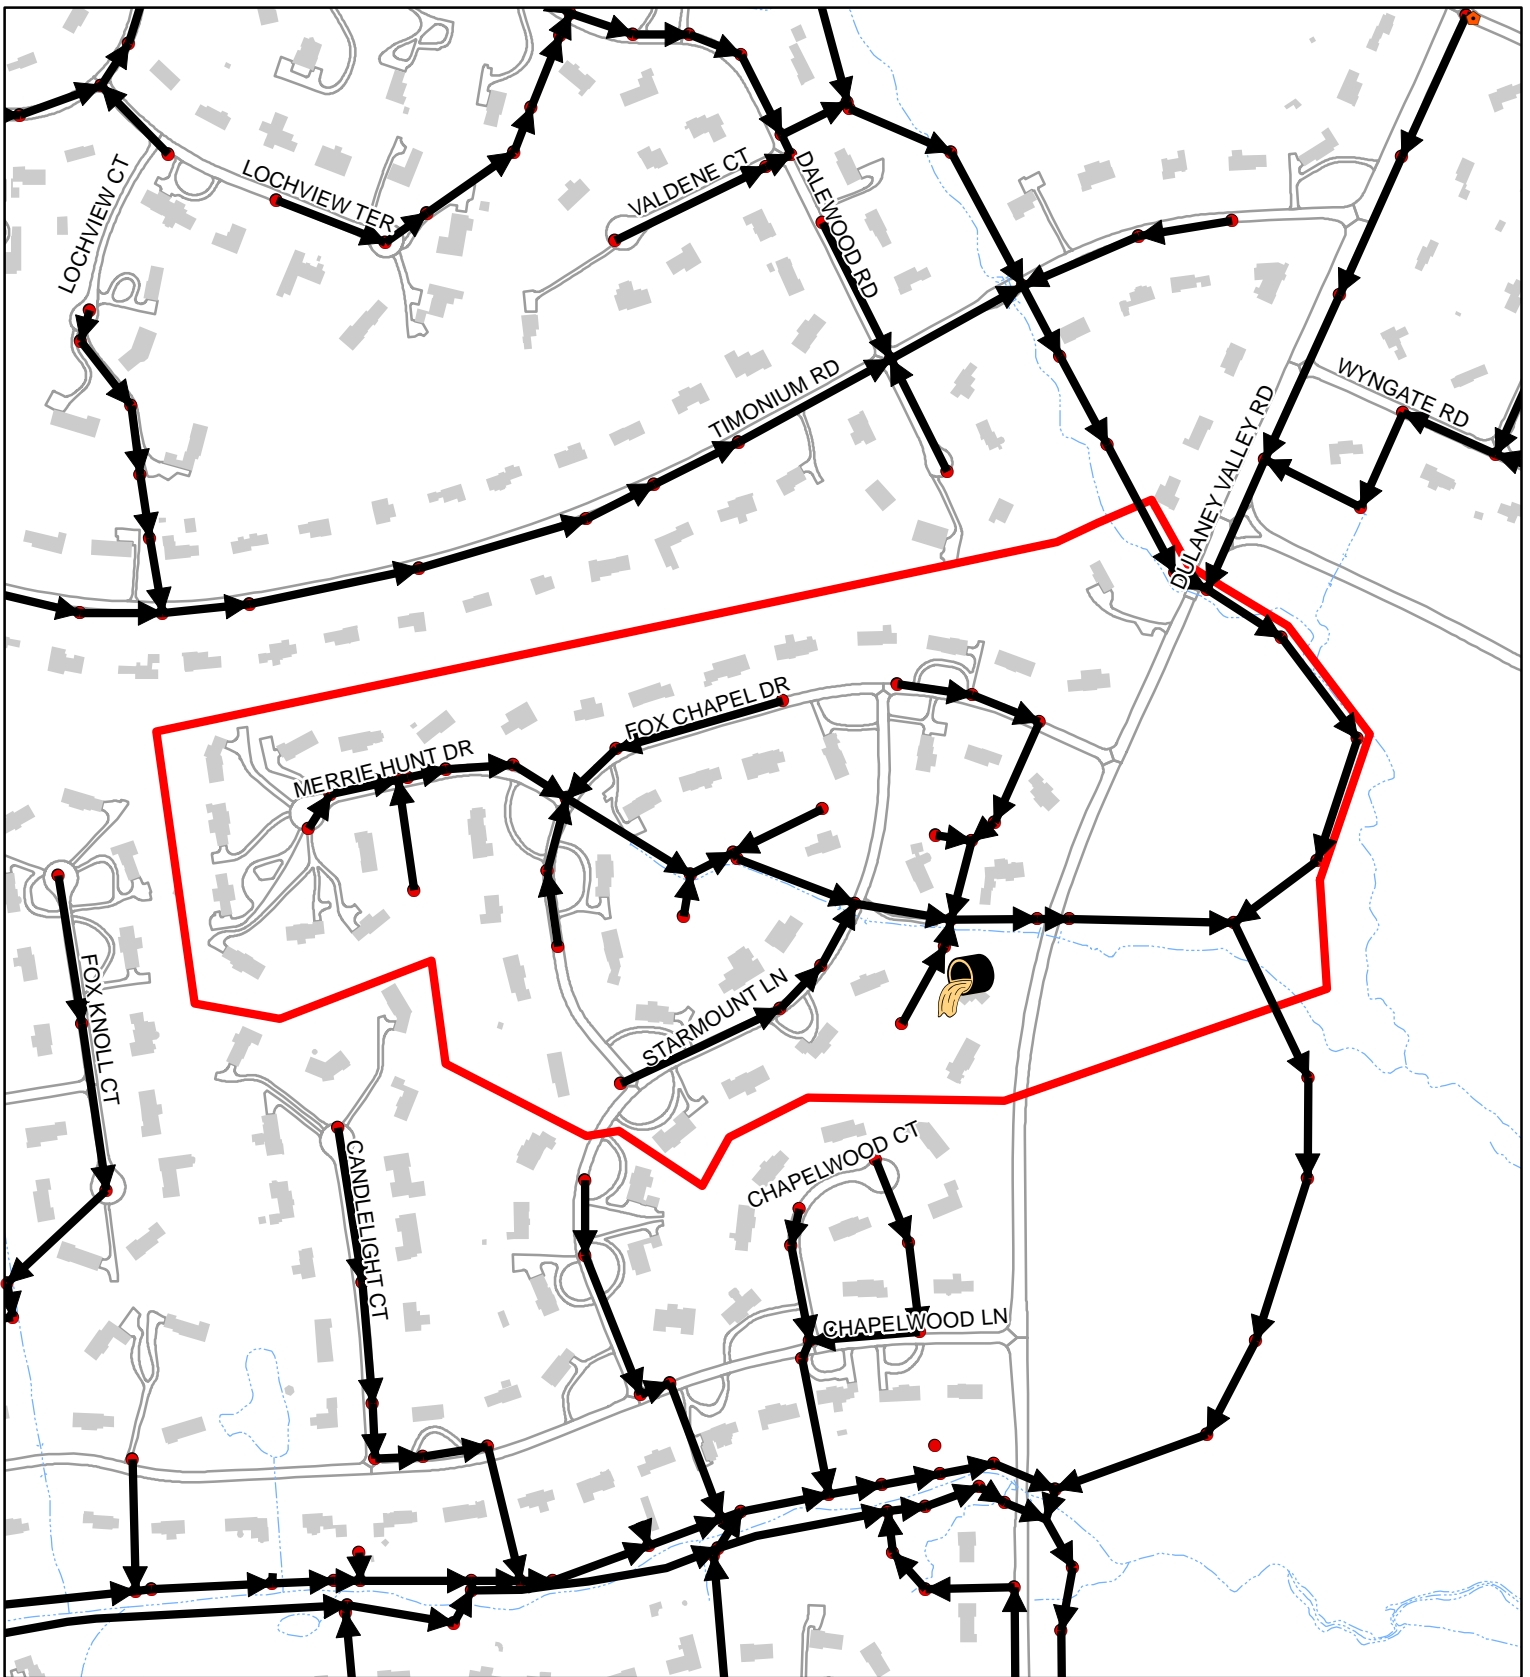 LOCHVIEW CT
LOCHVIEW TER
VALDENE CT
DALEWOOD RD
TIMONIUM RD
WYNGATE RD
DULANEY VALLEY RD
FOX CHAPEL DR
MERRIE HUNT DR
FOX KNOLL CT
STARMOUNT LN
CANDLELIGHT CT
CHAPELWOOD CT
CHAPELWOOD LN